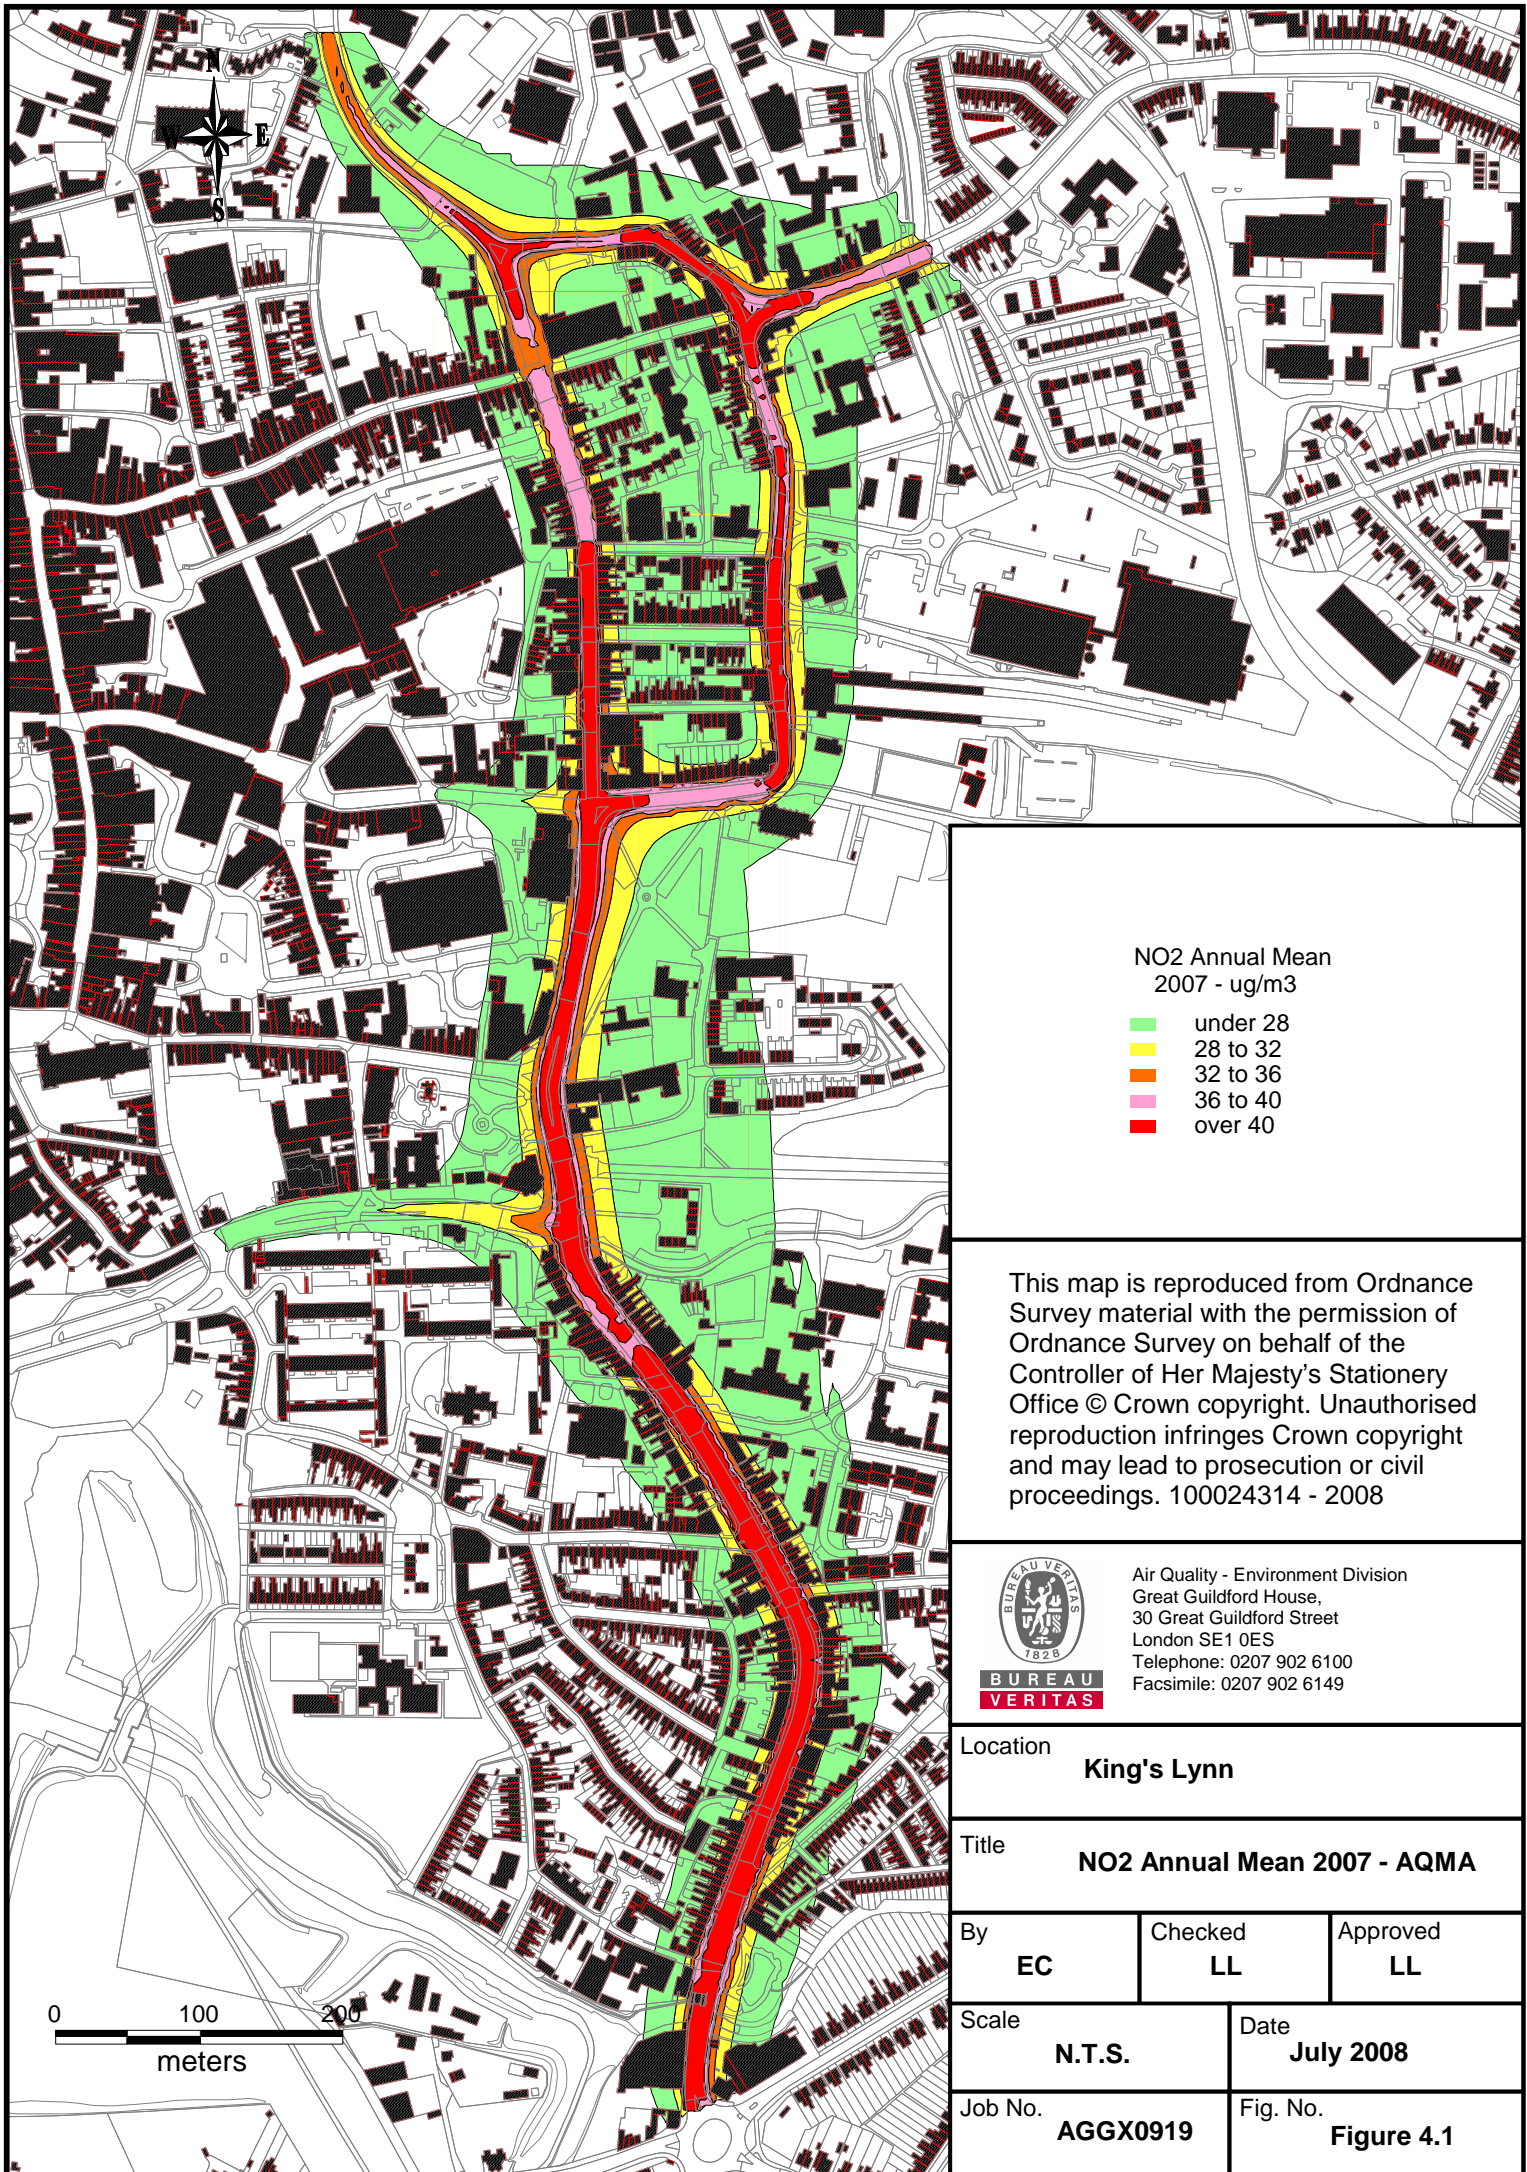 N
W E
S
NO2 Annual Mean
2007 - ug/m3
under 28
28 to 32
32 to 36
36 to 40
over 40
This map is reproduced from Ordnance
Survey material with the permission of
Ordnance Survey on behalf of the
Controller of Her Majesty's Stationery
Office © Crown copyright. Unauthorised
reproduction infringes Crown copyright
and may lead to prosecution or civil
proceedings. 100024314 - 2008
BUREAU VERITAS
1828
BUREAU
VERITAS
Air Quality - Environment Division
Great Guildford House,
30 Great Guildford Street
London SE1 0ES
Telephone: 0207 902 6100
Facsimile: 0207 902 6149
Location
King's Lynn
Title
NO2 Annual Mean 2007 - AQMA
By
EC
Checked
LL
Approved
LL
Scale
N.T.S.
Date
July 2008
Job No.
AGGX0919
Fig. No.
Figure 4.1
0 100 200
meters